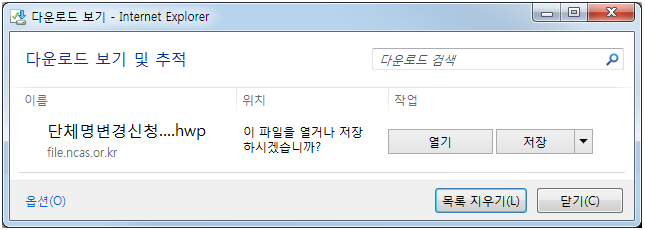 다운로드 보기 - Internet Explorer
다운로드 보기 및 추적
다운로드 검색
이름 위치 작업
단체명변경신청....hwp
file.ncas.or.kr
이 파일을 열거나 저장
하시겠습니까?
열기 저장
옵션(O) 목록 지우기(L) 닫기(C)